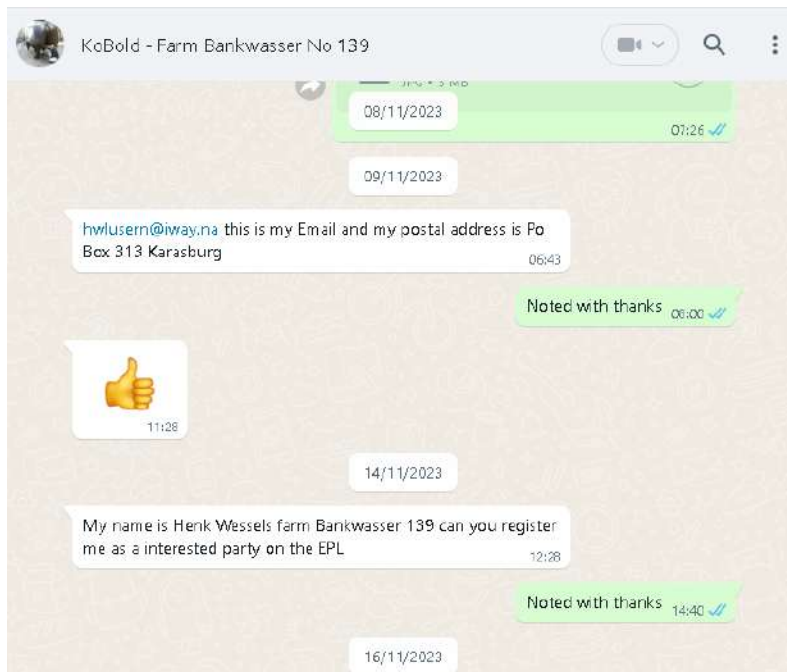 KoBold - Farm Bankwasser No 139
08/11/2023
07:26
09/11/2023
hwlusern@iway.na this is my Email and my postal address is Po
Box 313 Karasburg
06:43
Noted with thanks
11:28
14/11/2023
My name is Henk Wessels farm Bankwasser 139 can you register
me as a interested party on the EPL
12:28
Noted with thanks 14:40
16/11/2023